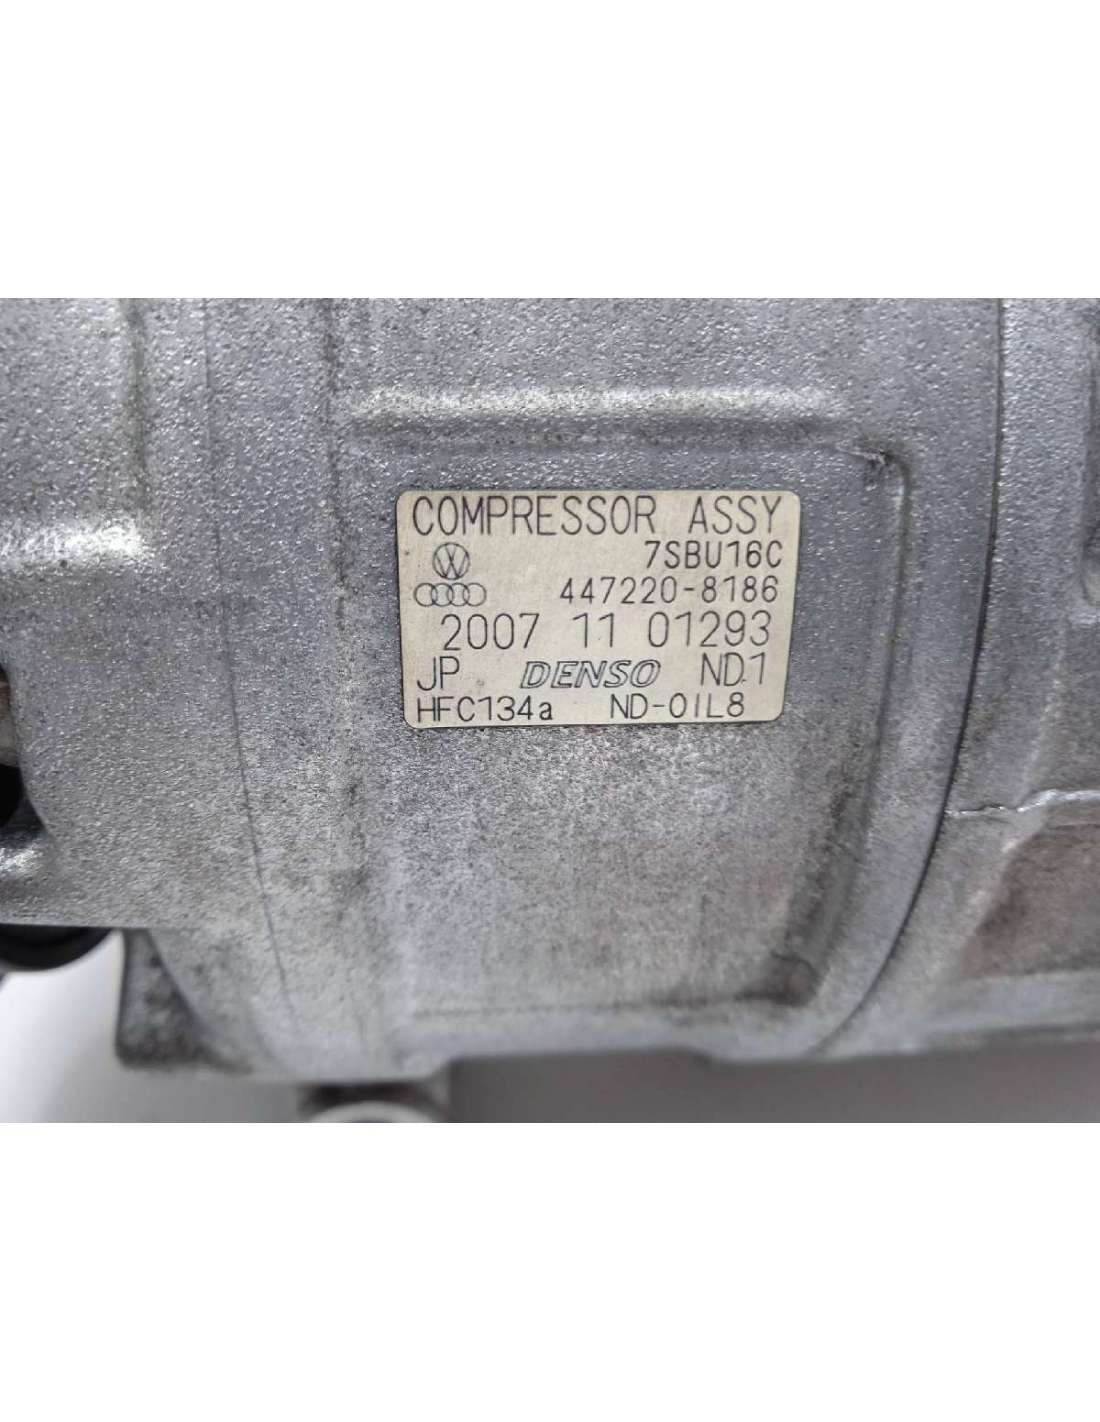 COMPRESSOR ASSY
7SBU16C
447220-8186
2007 11 01293
JP DENSO ND1
HFC134a ND-OIL8